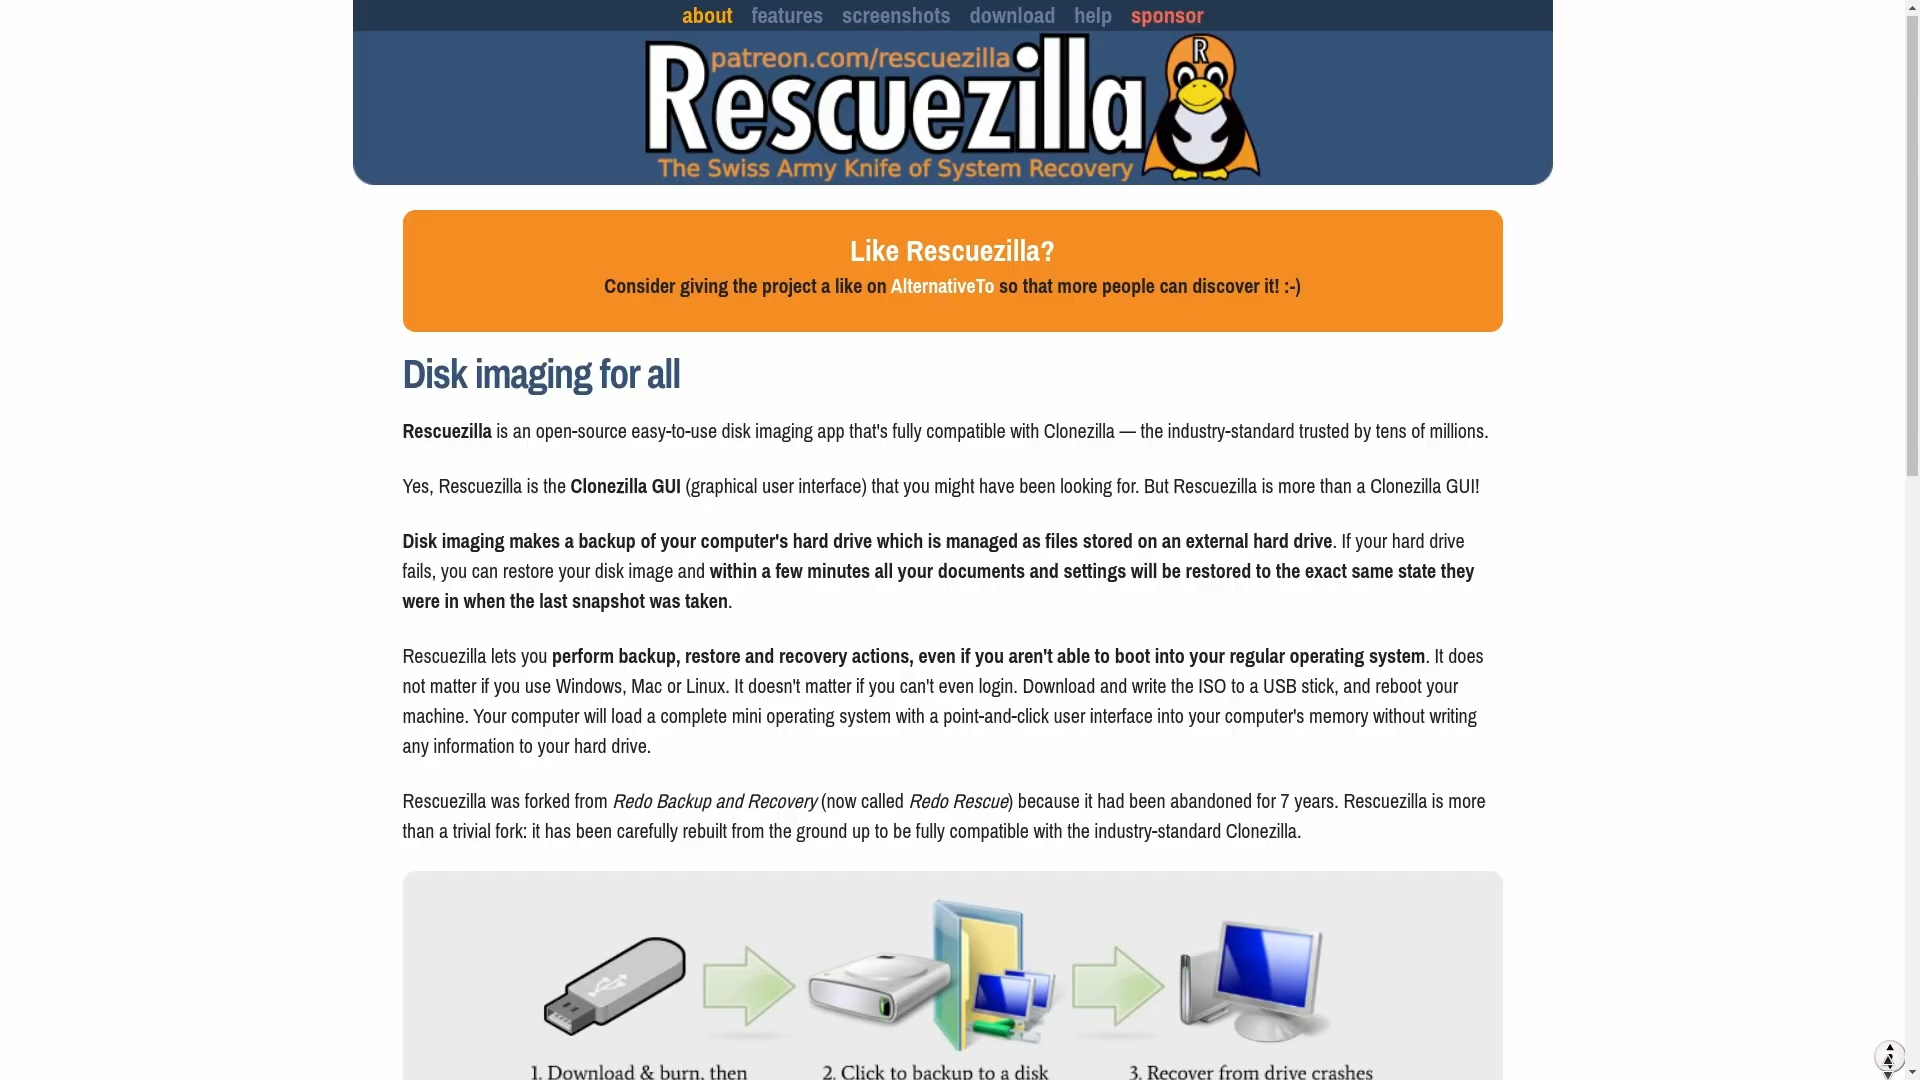 about features screenshots download help sponsor
patreon.com/rescuezilla
Rescuezilla
R
The Swiss Army Knife of System Recovery
Like Rescuezilla?
Consider giving the project a like on AlternativeTo so that more people can discover it! :-)
Disk imaging for all
Rescuezilla is an open-source easy-to-use disk imaging app that's fully compatible with Clonezilla — the industry-standard trusted by tens of millions.
Yes, Rescuezilla is the Clonezilla GUI (graphical user interface) that you might have been looking for. But Rescuezilla is more than a Clonezilla GUI!
Disk imaging makes a backup of your computer's hard drive which is managed as files stored on an external hard drive. If your hard drive
fails, you can restore your disk image and within a few minutes all your documents and settings will be restored to the exact same state they
were in when the last snapshot was taken.
Rescuezilla lets you perform backup, restore and recovery actions, even if you aren't able to boot into your regular operating system. It does
not matter if you use Windows, Mac or Linux. It doesn't matter if you can't even login. Download and write the ISO to a USB stick, and reboot your
machine. Your computer will load a complete mini operating system with a point-and-click user interface into your computer's memory without writing
any information to your hard drive.
Rescuezilla was forked from Redo Backup and Recovery (now called Redo Rescue) because it had been abandoned for 7 years. Rescuezilla is more
than a trivial fork: it has been carefully rebuilt from the ground up to be fully compatible with the industry-standard Clonezilla.
1. Download & burn, then 2. Click to backup to a disk 3. Recover from drive crashes